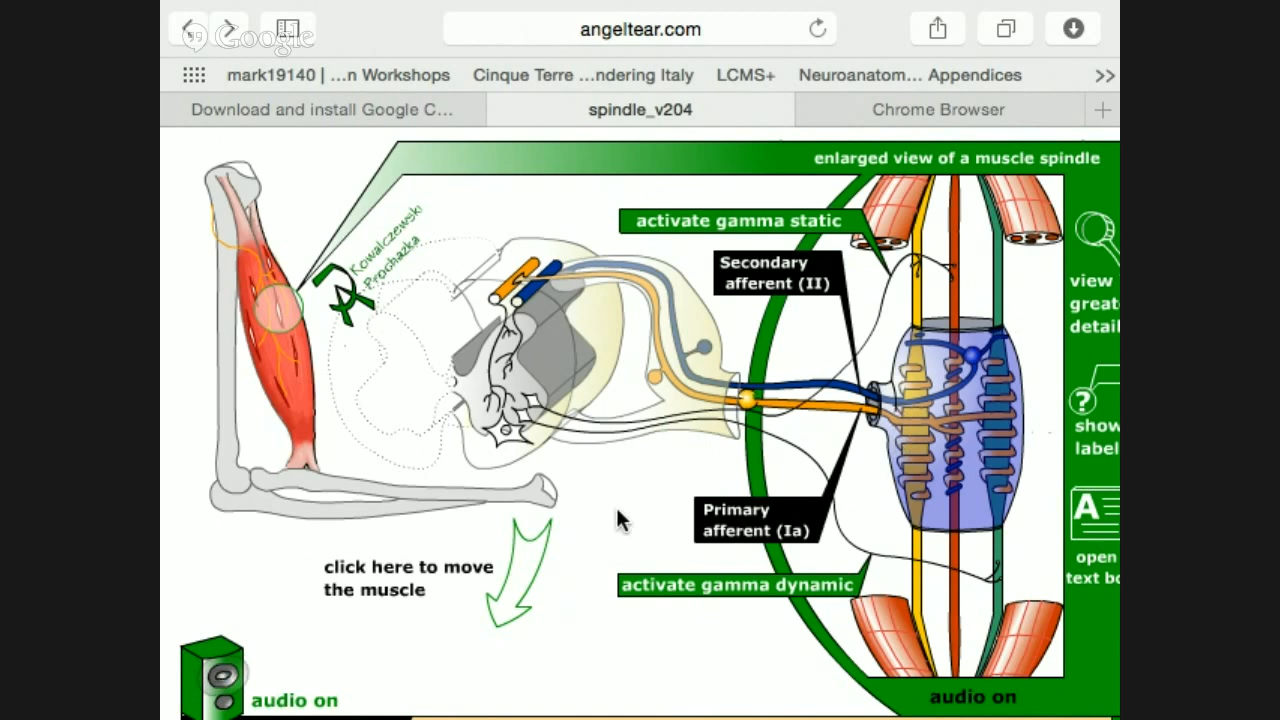 Google
angeltear.com
mark19140 | ...n Workshops
Cinque Terre ...ndering Italy
LCMS+
Neuroanatom... Appendices
Download and install Google C...
spindle_v204
Chrome Browser
enlarged view of a muscle spindle
Kowalczewski
Prochazka
activate gamma static
Secondary
afferent (II)
view
great
detail
?
show
label
Primary
afferent (Ia)
A
open
text bo
activate gamma dynamic
click here to move
the muscle
audio on
audio on